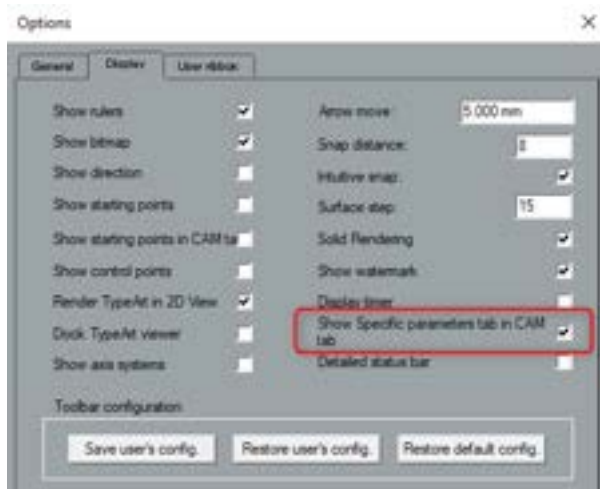 Options
General
Display
User ribbon
Show rulers
Show bitmap
Show direction
Show starting points
Show starting points in CAM ta
Show control points
Render TypeArt in 2D View
Dock TypeArt viewer
Show axis systems
Arrow move:
5.000 mm
Snap distance:
8
Intuitive snap:
Surface step:
15
Solid Rendering
Show watermark
Display timer
Show Specific parameters tab in CAM
tab
Detailed status bar
Toolbar configuration
Save user's config.
Restore user's config.
Restore default config.